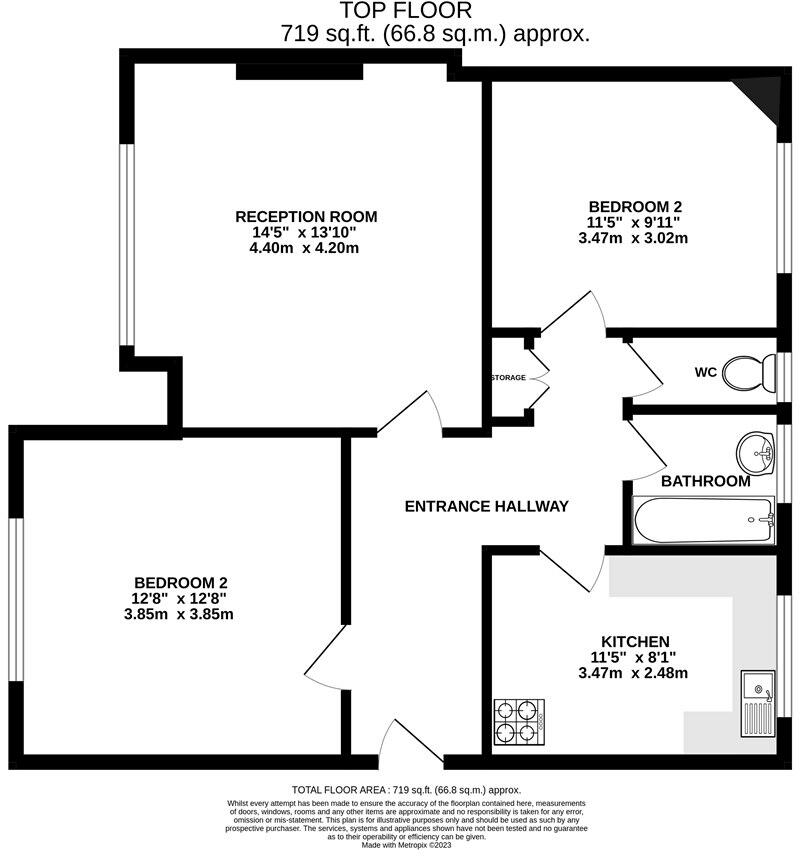 TOP FLOOR
719 sq.ft. (66.8 sq.m.) approx.
RECEPTION ROOM
14'5" x 13'10"
4.40m x 4.20m
BEDROOM 2
11'5" x 9'11"
3.47m x 3.02m
STORAGE
WC
BATHROOM
ENTRANCE HALLWAY
BEDROOM 2
12'8" x 12'8"
3.85m x 3.85m
KITCHEN
11'5" x 8'1"
3.47m x 2.48m
TOTAL FLOOR AREA : 719 sq.ft. (66.8 sq.m.) approx.
Whilst every attempt has been made to ensure the accuracy of the floorplan contained here, measurements
of doors, windows, rooms and any other items are approximate and no responsibility is taken for any error,
omission or mis-statement. This plan is for illustrative purposes only and should be used as such by any
prospective purchaser. The services, systems and appliances shown have not been tested and no guarantee
as to their operability or efficiency can be given.
Made with Metropix ©2023